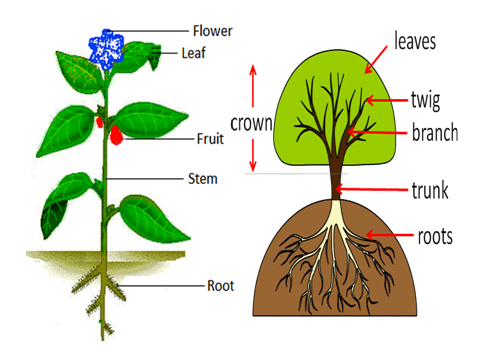 Flower
Leaf
Fruit
Stem
Root
leaves
twig
crown
branch
trunk
roots